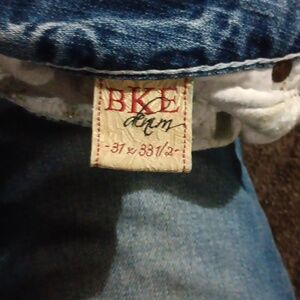 BKE
denim
-31 x 33 1/2-